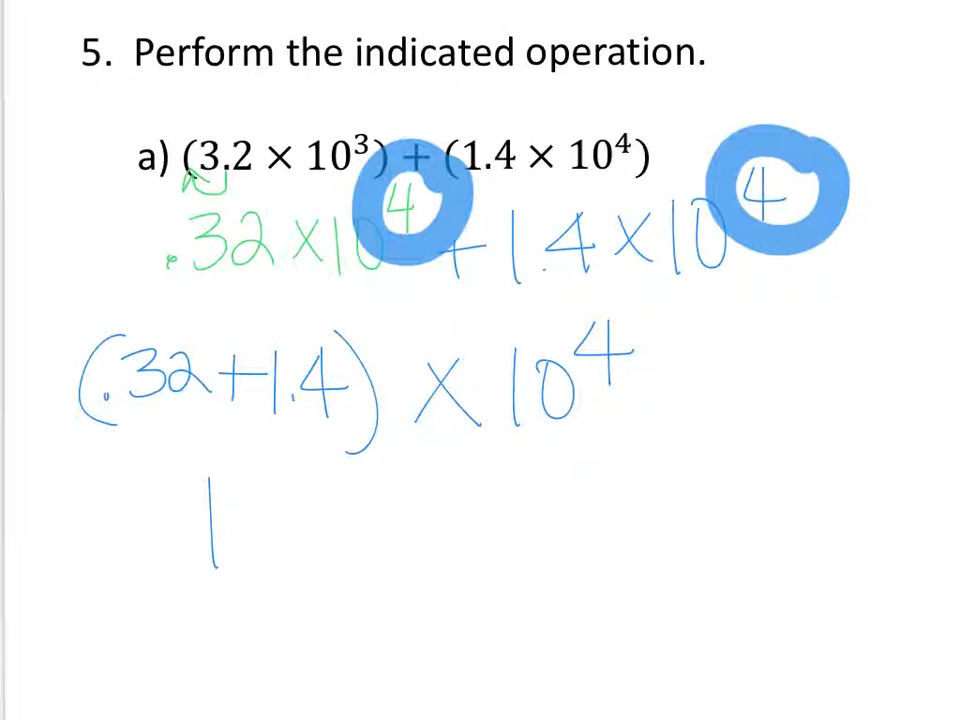 5. Perform the indicated operation.
a) (3.2 × 10³) + (1.4 × 10⁴)
.32 × 10⁴ + 1.4 × 10⁴
(.32 + 1.4) × 10⁴
1